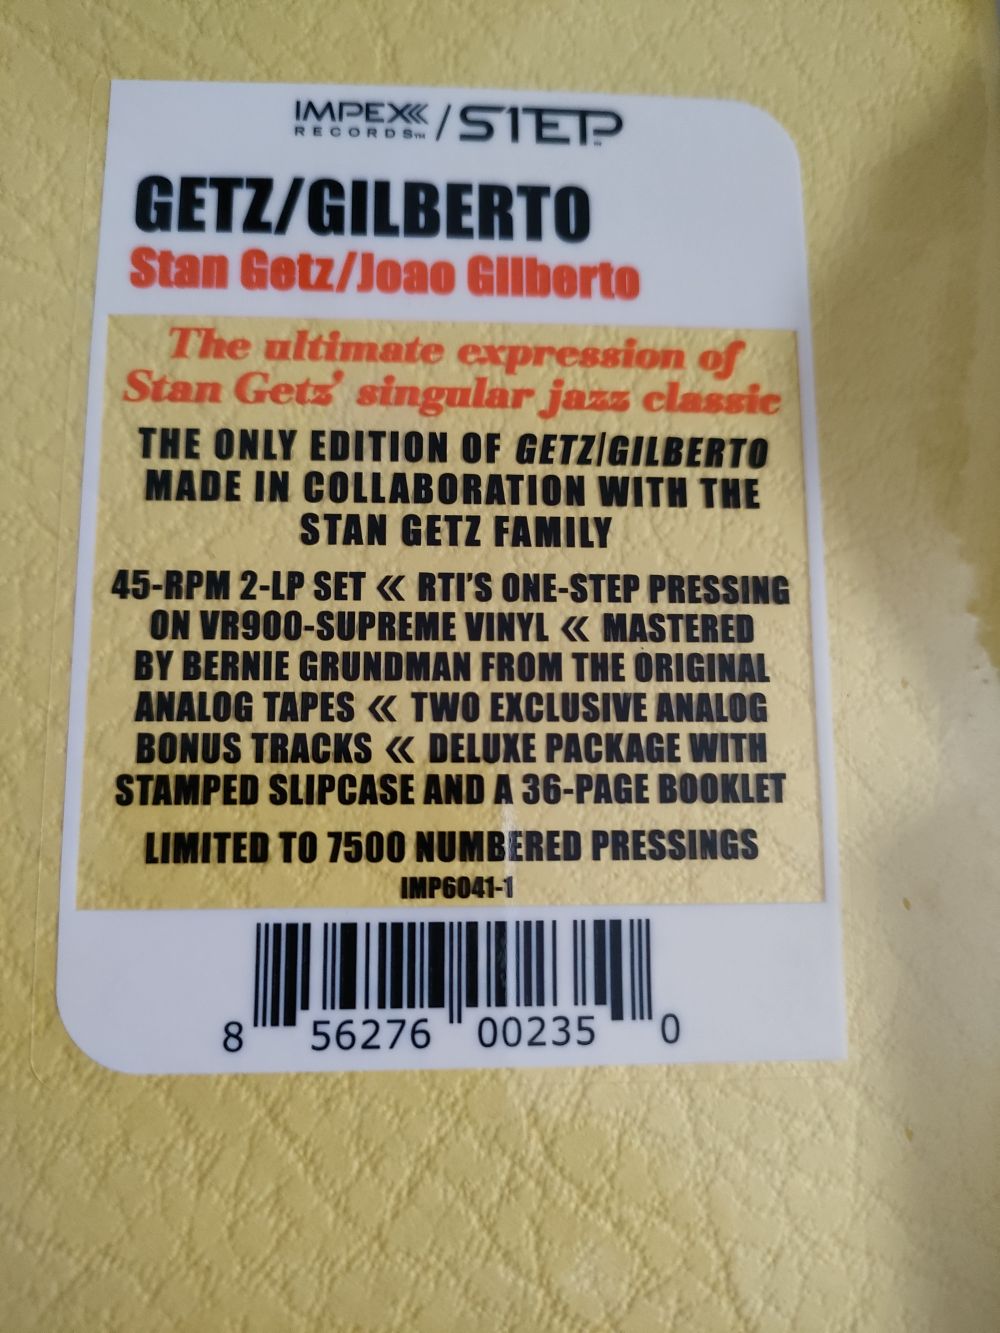 IMPEX / S1EP™
RECORDS™
GETZ/GILBERTO
Stan Getz/Joao Gilberto
The ultimate expression of
Stan Getz' singular jazz classic
THE ONLY EDITION OF GETZ/GILBERTO
MADE IN COLLABORATION WITH THE
STAN GETZ FAMILY
45-RPM 2-LP SET « RTI'S ONE-STEP PRESSING
ON VR900-SUPREME VINYL « MASTERED
BY BERNIE GRUNDMAN FROM THE ORIGINAL
ANALOG TAPES « TWO EXCLUSIVE ANALOG
BONUS TRACKS « DELUXE PACKAGE WITH
STAMPED SLIPCASE AND A 36-PAGE BOOKLET
LIMITED TO 7500 NUMBERED PRESSINGS
IMP6041-1
8 56276 00235 0